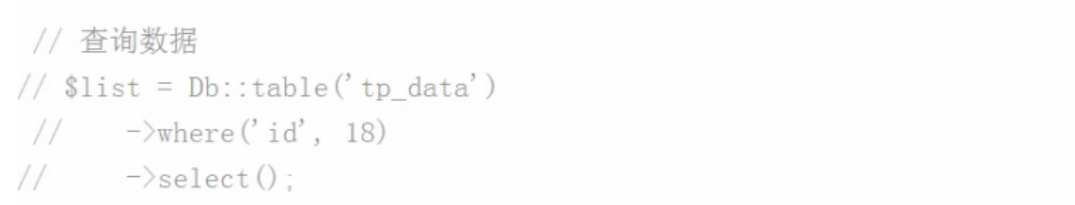 // 查询数据
// $list = Db::table('tp_data')
//    ->where('id', 18)
//    ->select();